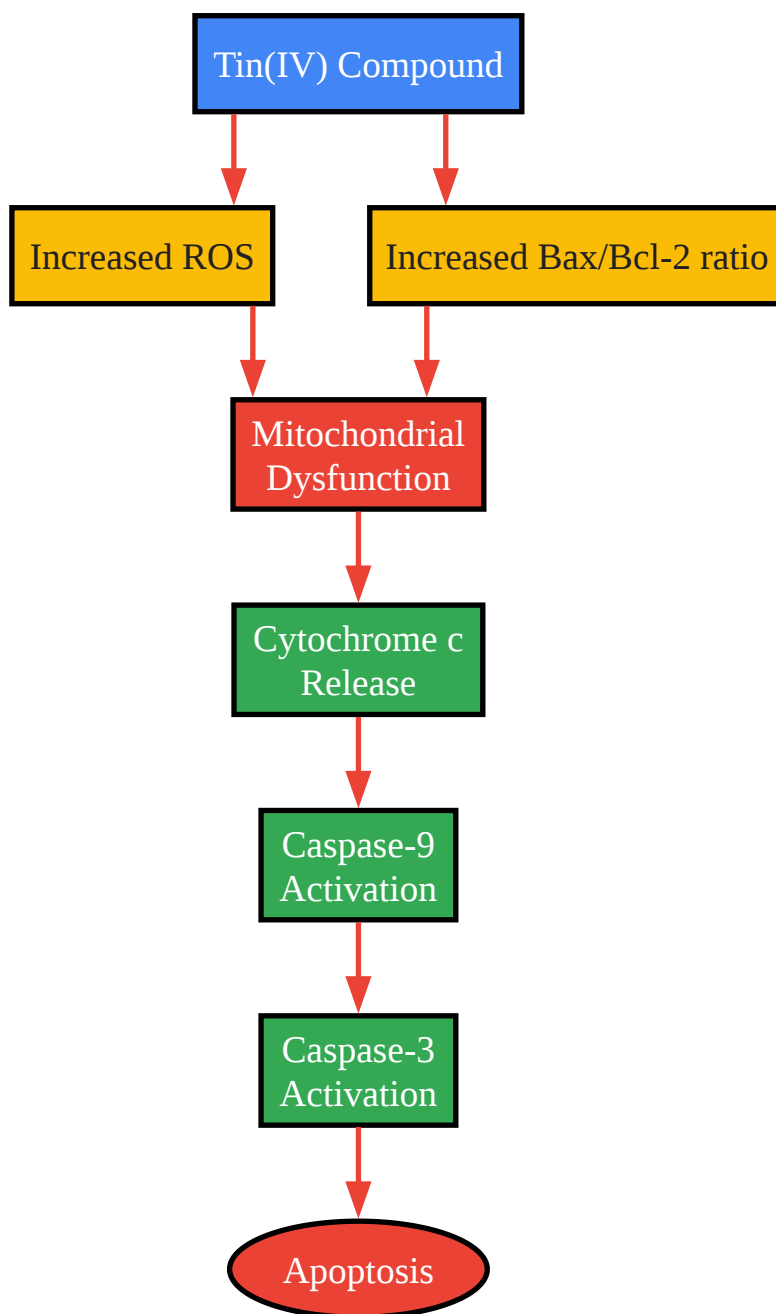 Tin(IV) Compound
Increased ROS
Increased Bax/Bcl-2 ratio
Mitochondrial
Dysfunction
Cytochrome c
Release
Caspase-9
Activation
Caspase-3
Activation
Apoptosis